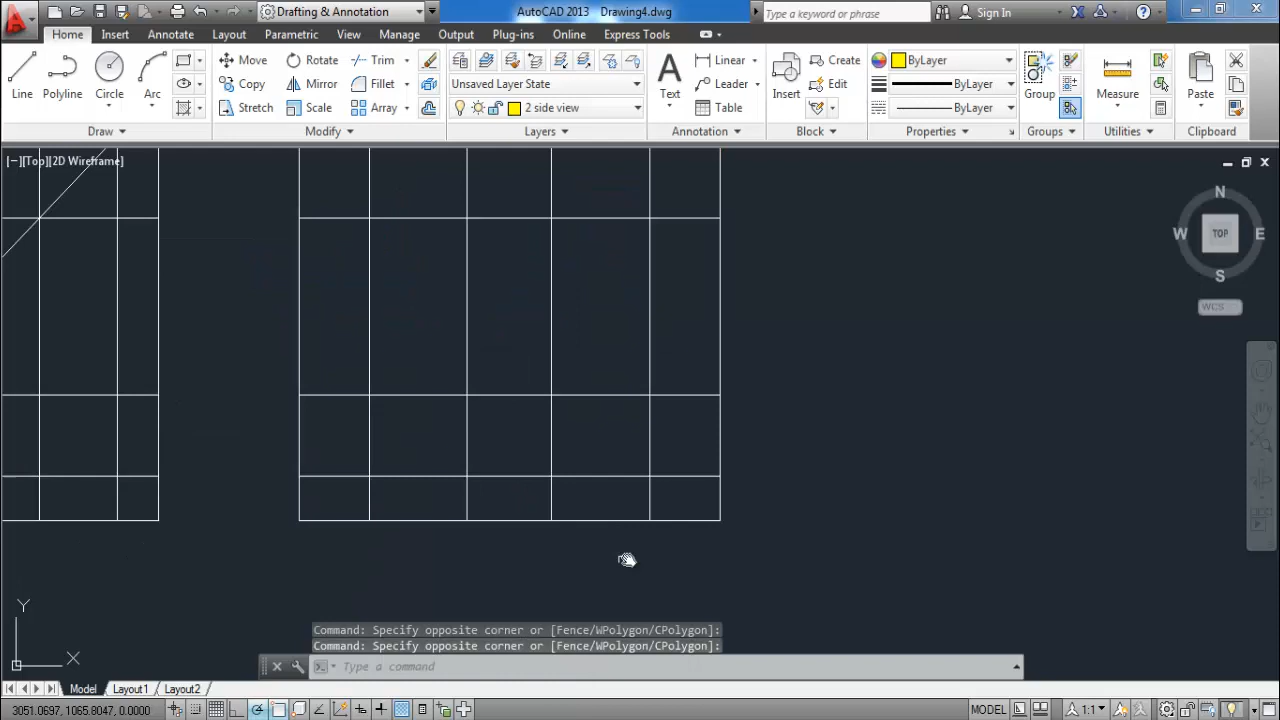 Drafting & Annotation
AutoCAD 2013 Drawing4.dwg
Type a keyword or phrase
Sign In
Home Insert Annotate Layout Parametric View Manage Output Plug-ins Online Express Tools
Line
Polyline
Circle
Arc
Move
Rotate
Trim
Copy
Mirror
Fillet
Stretch
Scale
Array
Unsaved Layer State
2 side view
Text
Linear
Leader
Table
Insert
Create
Edit
ByLayer
ByLayer
ByLayer
Group
Measure
Paste
Draw
Modify
Layers
Annotation
Block
Properties
Groups
Utilities
Clipboard
[−][Top][2D Wireframe]
N
W
TOP
E
S
WCS
Y
X
Command: Specify opposite corner or [Fence/WPolygon/CPolygon]:
Command: Specify opposite corner or [Fence/WPolygon/CPolygon]:
Type a command
Model Layout1 Layout2
3051.0697, 1065.8047, 0.0000
MODEL
1:1